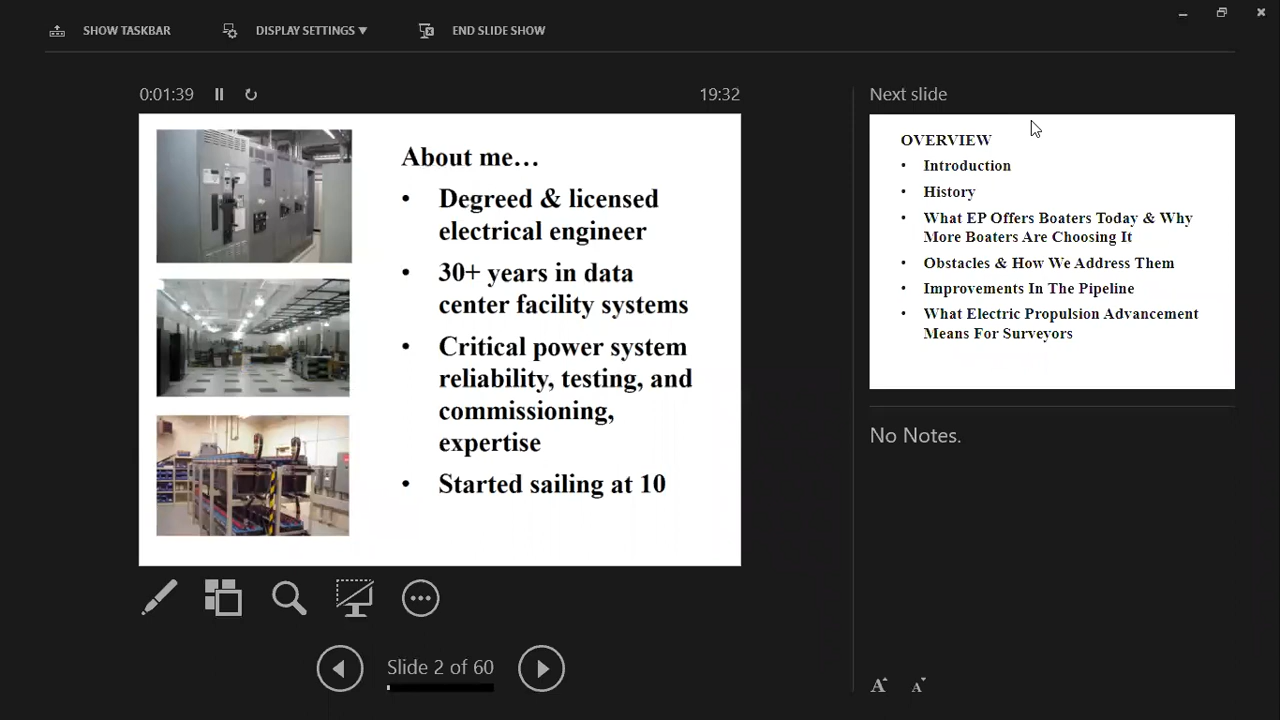 SHOW TASKBAR
DISPLAY SETTINGS ▼
END SLIDE SHOW
0:01:39
19:32
About me…
• Degreed & licensed
electrical engineer
• 30+ years in data
center facility systems
• Critical power system
reliability, testing, and
commissioning,
expertise
• Started sailing at 10
Slide 2 of 60
Next slide
OVERVIEW
• Introduction
• History
• What EP Offers Boaters Today & Why
More Boaters Are Choosing It
• Obstacles & How We Address Them
• Improvements In The Pipeline
• What Electric Propulsion Advancement
Means For Surveyors
No Notes.
A A